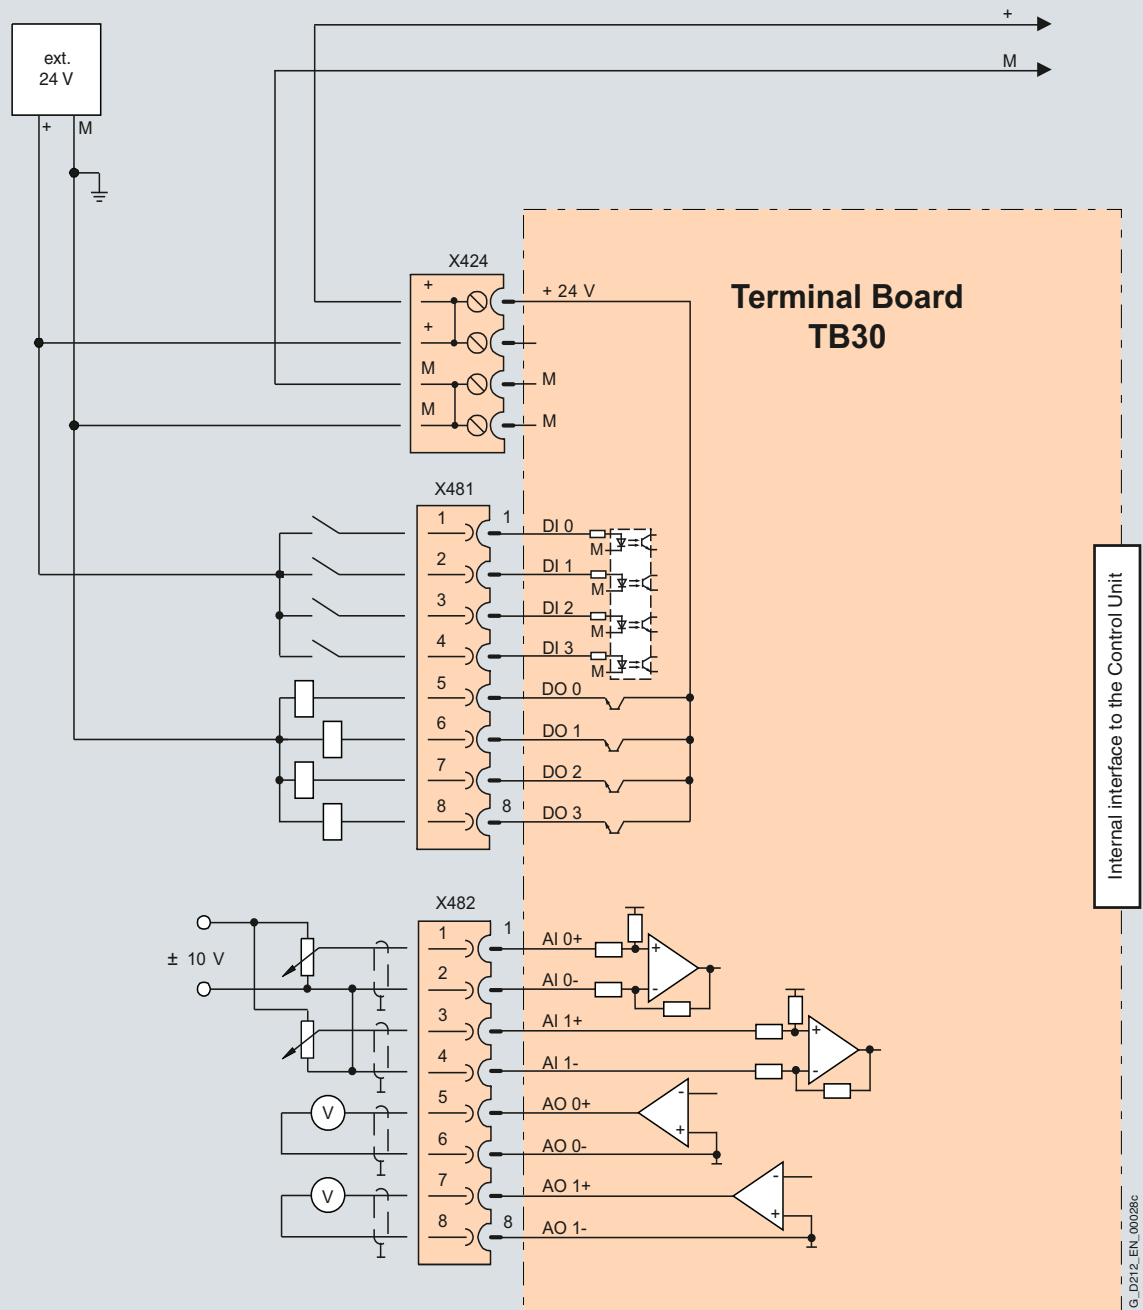 +
M
ext.
24 V
+ M
X424
+ + 24 V
+
M M
M M
Terminal Board
TB30
X481
1 1 DI 0
M
2 DI 1
M
3 DI 2
M
4 DI 3
M
5 DO 0
6 DO 1
7 DO 2
8 8 DO 3
Internal interface to the Control Unit
X482
± 10 V
1 1 AI 0+
+
2 AI 0-
-
3 AI 1+
+
4 AI 1-
-
V 5 AO 0+
-
+
6 AO 0-
V 7 AO 1+
-
+
8 8 AO 1-
G_D212_EN_00028c